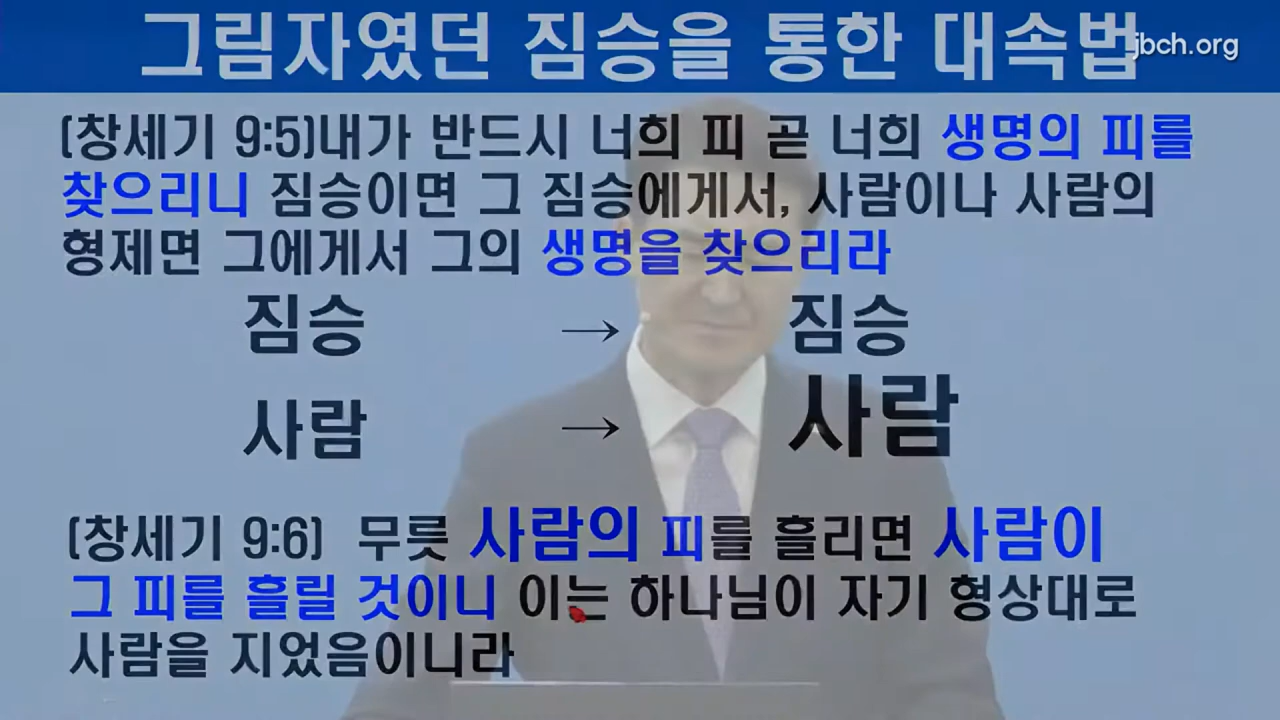 그림자였던 짐승을 통한 대속법
jbch.org
(창세기 9:5)내가 반드시 너희 피 곧 너희 생명의 피를
찾으리니 짐승이면 그 짐승에게서, 사람이나 사람의
형제면 그에게서 그의 생명을 찾으리라
짐승 → 짐승
사람 → 사람
(창세기 9:6) 무릇 사람의 피를 흘리면 사람이
그 피를 흘릴 것이니 이는 하나님이 자기 형상대로
사람을 지었음이니라